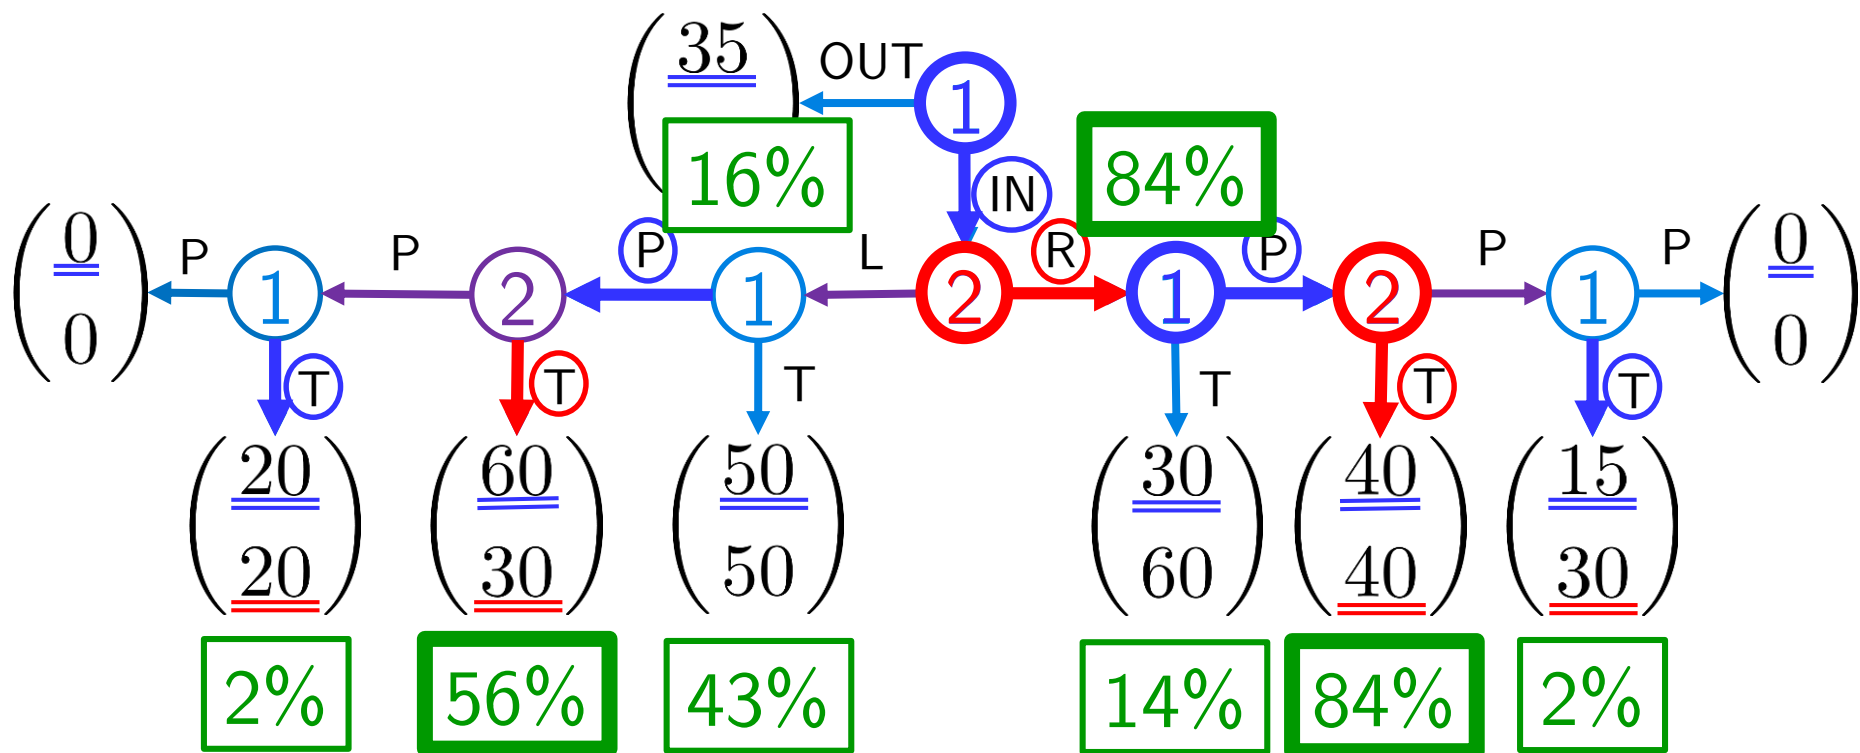 35 OUT 1
16% IN 84%
0 P 1 P 2 P 1 L 2 R 1 P 2 P 1 P 0
0 0
T T T T T T
20 60 50 30 40 15
20 30 50 60 40 30
2% 56% 43% 14% 84% 2%